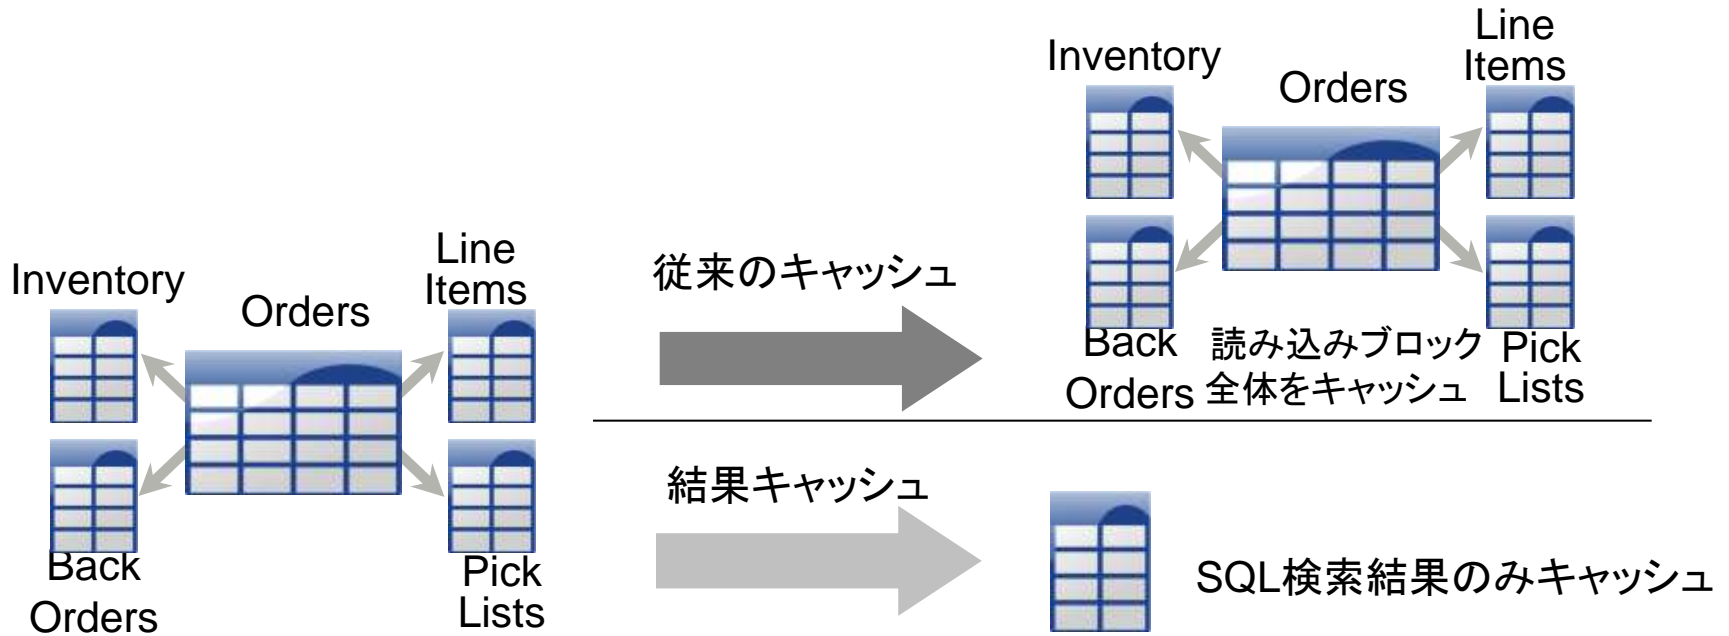 Inventory
Orders
Line
Items
Back
Orders
Pick
Lists
従来のキャッシュ
Inventory
Orders
Line
Items
Back
Orders
読み込みブロック
全体をキャッシュ
Pick
Lists
結果キャッシュ
SQL検索結果のみキャッシュ